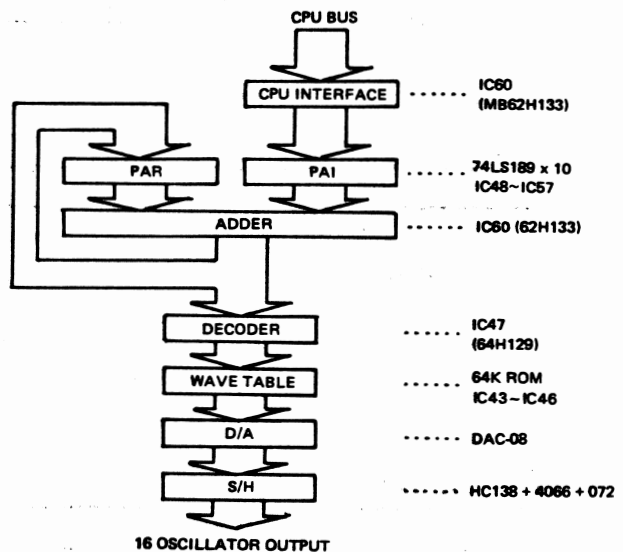 CPU BUS
CPU INTERFACE ······ IC60
(MB62H133)
PAR PAI ······ 74LS189 x 10
IC48~IC57
ADDER ······ IC60 (62H133)
DECODER ······ IC47
(64H129)
WAVE TABLE ······ 64K ROM
IC43~IC46
D/A ······ DAC-08
S/H ······ HC138 + 4066 + 072
16 OSCILLATOR OUTPUT